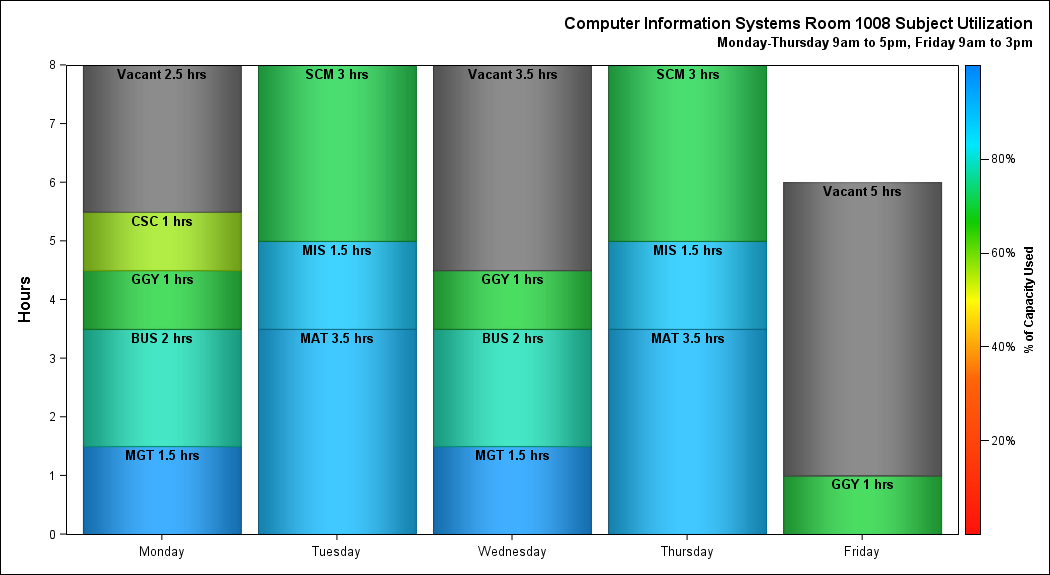 Computer Information Systems Room 1008 Subject Utilization
Monday-Thursday 9am to 5pm, Friday 9am to 3pm
Hours
8
7
6
5
4
3
2
1
0
Vacant 2.5 hrs
CSC 1 hrs
GGY 1 hrs
BUS 2 hrs
MGT 1.5 hrs
SCM 3 hrs
MIS 1.5 hrs
MAT 3.5 hrs
Vacant 3.5 hrs
GGY 1 hrs
BUS 2 hrs
MGT 1.5 hrs
SCM 3 hrs
MIS 1.5 hrs
MAT 3.5 hrs
Vacant 5 hrs
GGY 1 hrs
Monday
Tuesday
Wednesday
Thursday
Friday
80%
60%
40%
20%
% of Capacity Used